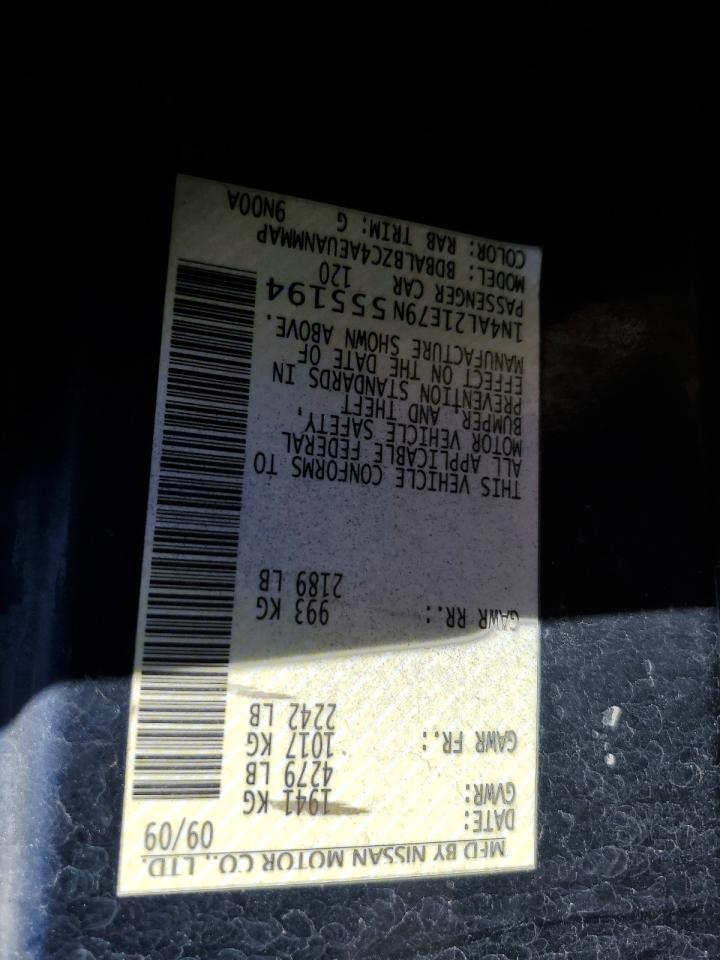 MFD BY NISSAN MOTOR CO., LTD.
DATE: 09/09
GVWR: 1941 KG
4279 LB
GAWR FR.: 1017 KG
2242 LB
GAWR RR.: 993 KG
2189 LB
THIS VEHICLE CONFORMS TO
ALL APPLICABLE FEDERAL
MOTOR VEHICLE SAFETY,
BUMPER AND THEFT
PREVENTION STANDARDS IN
EFFECT ON THE DATE OF
MANUFACTURE SHOWN ABOVE.
1N4AL21E79N555194
PASSENGER CAR 120
MODEL: BDBALBZC4AEUANMMAP
COLOR: RAB TRIM: G 9N00A